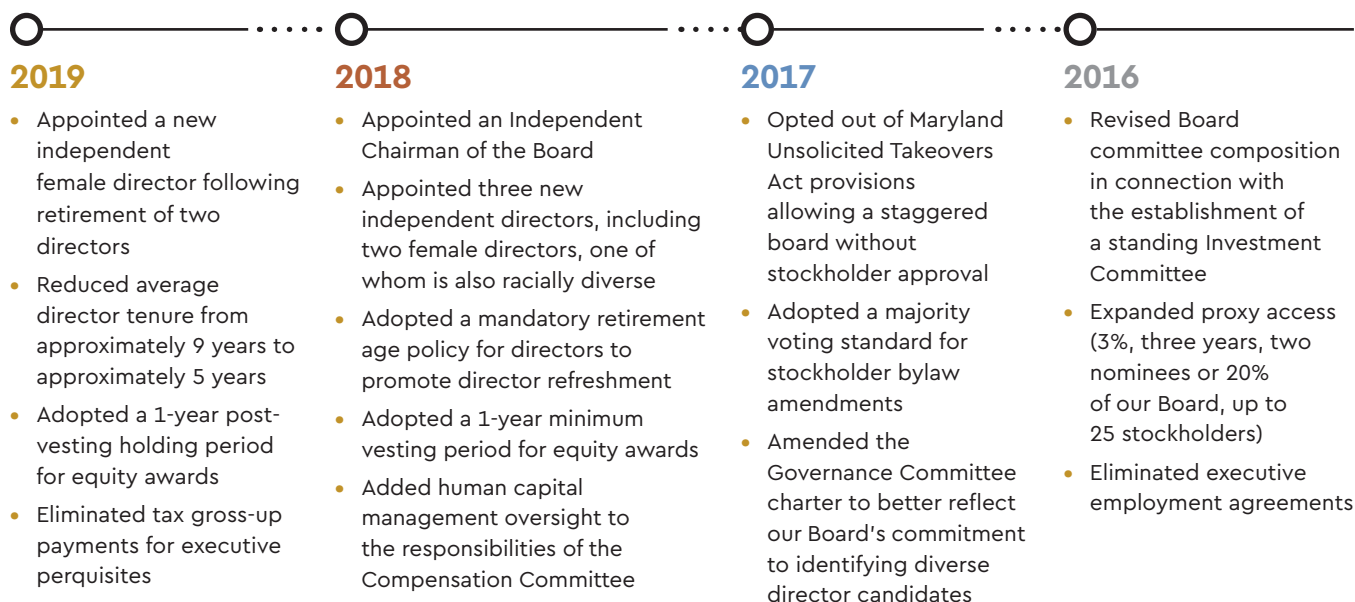 2019
• Appointed a new
independent
female director following
retirement of two
directors
• Reduced average
director tenure from
approximately 9 years to
approximately 5 years
• Adopted a 1-year post-
vesting holding period
for equity awards
• Eliminated tax gross-up
payments for executive
perquisites
2018
• Appointed an Independent
Chairman of the Board
• Appointed three new
independent directors, including
two female directors, one of
whom is also racially diverse
• Adopted a mandatory retirement
age policy for directors to
promote director refreshment
• Adopted a 1-year minimum
vesting period for equity awards
• Added human capital
management oversight to
the responsibilities of the
Compensation Committee
2017
• Opted out of Maryland
Unsolicited Takeovers
Act provisions
allowing a staggered
board without
stockholder approval
• Adopted a majority
voting standard for
stockholder bylaw
amendments
• Amended the
Governance Committee
charter to better reflect
our Board's commitment
to identifying diverse
director candidates
2016
• Revised Board
committee composition
in connection with
the establishment of
a standing Investment
Committee
• Expanded proxy access
(3%, three years, two
nominees or 20%
of our Board, up to
25 stockholders)
• Eliminated executive
employment agreements